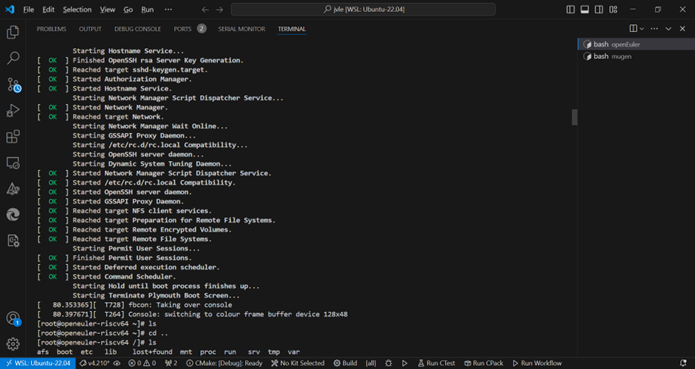 File Edit Selection View Go Run ··· jvle [WSL: Ubuntu-22.04]
PROBLEMS OUTPUT DEBUG CONSOLE PORTS 2 SERIAL MONITOR TERMINAL
Starting Hostname Service...
[  OK  ] Finished OpenSSH rsa Server Key Generation.
[  OK  ] Reached target sshd-keygen.target.
[  OK  ] Started Authorization Manager.
[  OK  ] Started Hostname Service.
Starting Network Manager Script Dispatcher Service...
[  OK  ] Started Network Manager.
[  OK  ] Reached target Network.
Starting Network Manager Wait Online...
Starting GSSAPI Proxy Daemon...
Starting /etc/rc.d/rc.local Compatibility...
Starting OpenSSH server daemon...
Starting Dynamic System Tuning Daemon...
[  OK  ] Started Network Manager Script Dispatcher Service.
[  OK  ] Started /etc/rc.d/rc.local Compatibility.
[  OK  ] Started OpenSSH server daemon.
[  OK  ] Started GSSAPI Proxy Daemon.
[  OK  ] Reached target NFS client services.
[  OK  ] Reached target Preparation for Remote File Systems.
[  OK  ] Reached target Remote Encrypted Volumes.
[  OK  ] Reached target Remote File Systems.
Starting Permit User Sessions...
[  OK  ] Finished Permit User Sessions.
[  OK  ] Started Deferred execution scheduler.
[  OK  ] Started Command Scheduler.
Starting Hold until boot process finishes up...
Starting Terminate Plymouth Boot Screen...
[   80.353365][  T728] fbcon: Taking over console
[   80.397671][  T264] Console: switching to colour frame buffer device 128x48
[root@openeuler-riscv64 ~]# ls
[root@openeuler-riscv64 ~]# cd ..
[root@openeuler-riscv64 /]# ls
afs boot etc lib lost+found mnt proc run srv tmp var
bash openEuler
bash mugen
1
WSL: Ubuntu-22.04 v4.210* 0 0 2 CMake: [Debug]: Ready No Kit Selected Build [all] Run CTest Run CPack Run Workflow